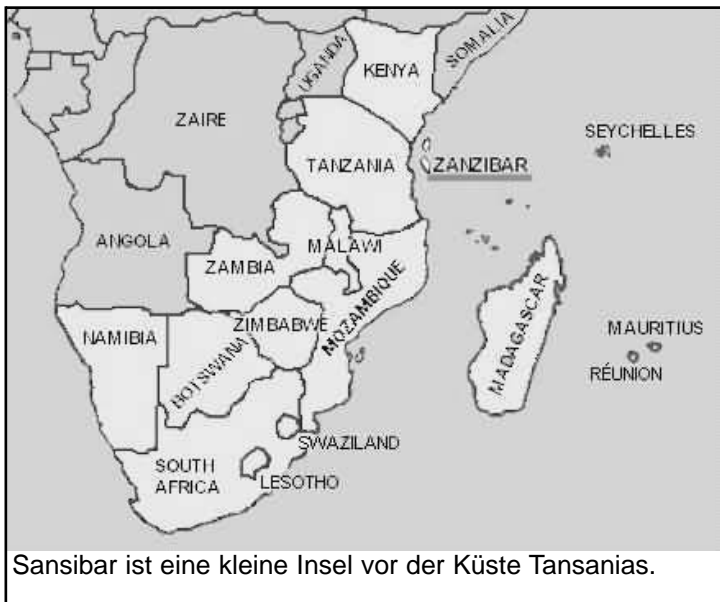 SOMALIA
UGANDA
KENYA
ZAIRE
SEYCHELLES
TANZANIA
ZANZIBAR
ANGOLA
MALAWI
ZAMBIA
MOZAMBIQUE
MADAGASCAR
ZIMBABWE
NAMIBIA
BOTSWANA
MAURITIUS
RÉUNION
SWAZILAND
SOUTH
AFRICA
LESOTHO
Sansibar ist eine kleine Insel vor der Küste Tansanias.